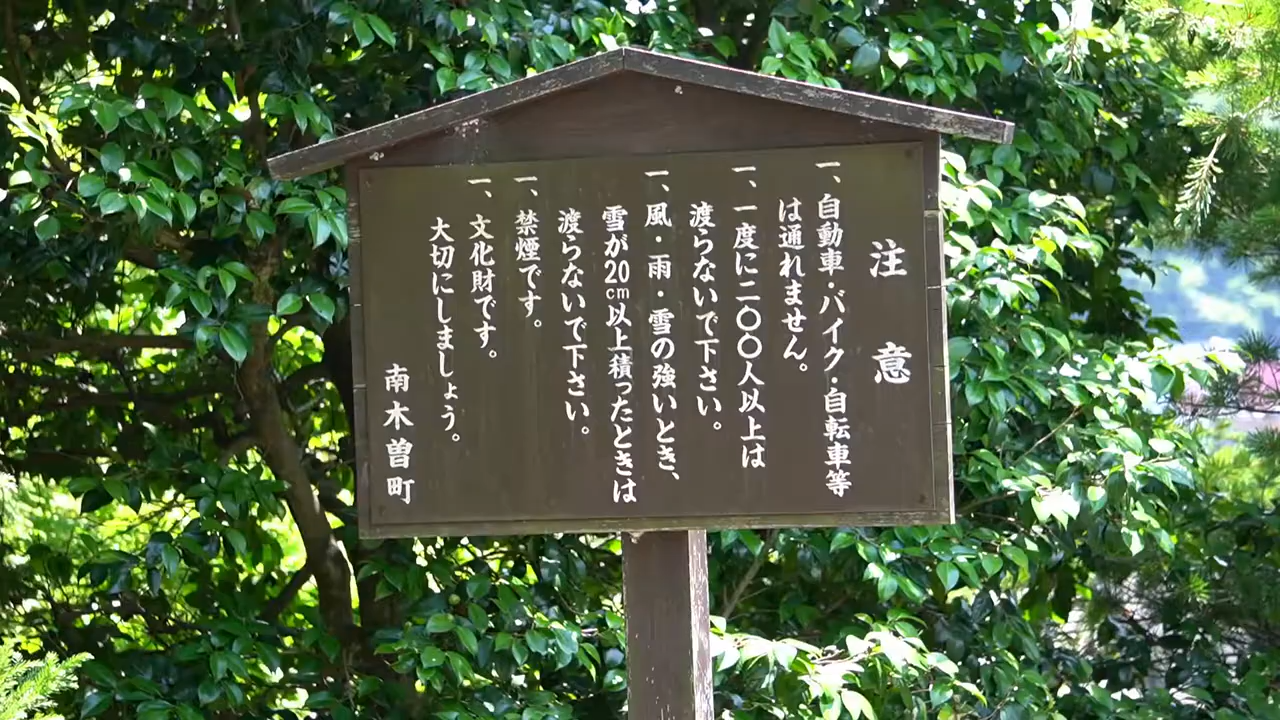 注意
一、自動車・バイク・自転車等
は通れません。
一、一度に二〇〇人以上は
渡らないで下さい。
一、風・雨・雪の強いとき、
雪が20cm以上積ったときは
渡らないで下さい。
一、禁煙です。
一、文化財です。
大切にしましょう。
南木曽町